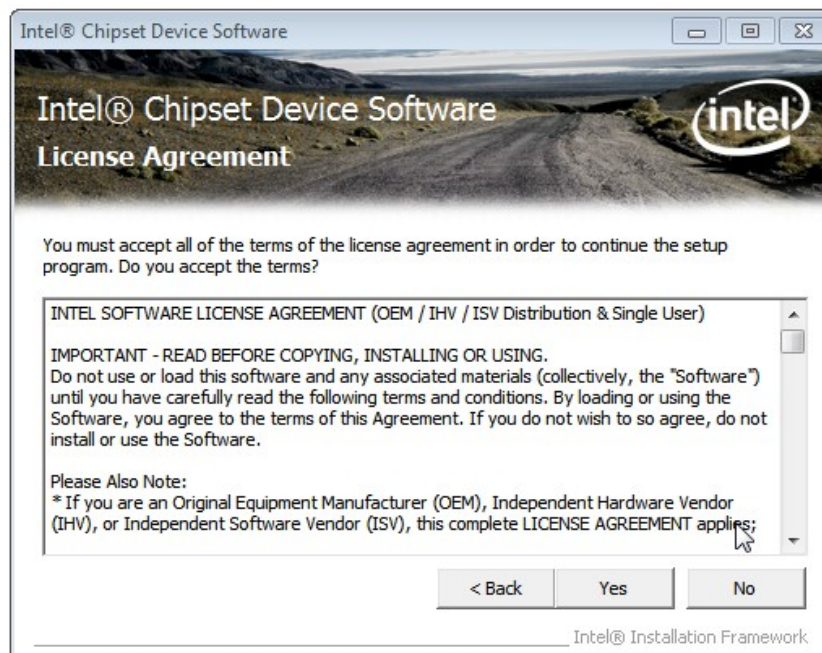 Intel® Chipset Device Software
Intel® Chipset Device Software
intel
License Agreement
You must accept all of the terms of the license agreement in order to continue the setup
program. Do you accept the terms?
INTEL SOFTWARE LICENSE AGREEMENT (OEM / IHV / ISV Distribution & Single User)
IMPORTANT - READ BEFORE COPYING, INSTALLING OR USING.
Do not use or load this software and any associated materials (collectively, the "Software")
until you have carefully read the following terms and conditions. By loading or using the
Software, you agree to the terms of this Agreement. If you do not wish to so agree, do not
install or use the Software.
Please Also Note:
* If you are an Original Equipment Manufacturer (OEM), Independent Hardware Vendor
(IHV), or Independent Software Vendor (ISV), this complete LICENSE AGREEMENT applies;
< Back Yes No
Intel® Installation Framework